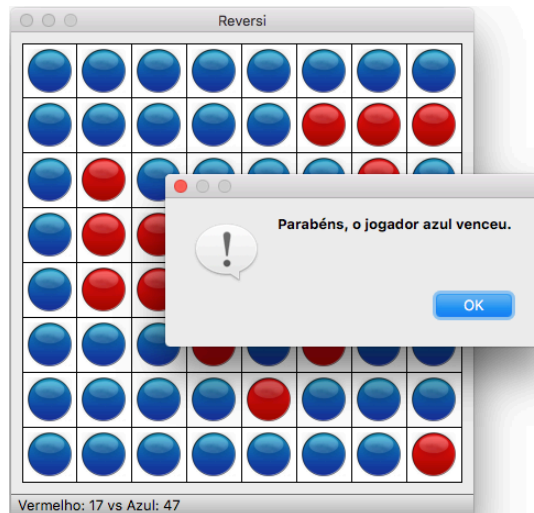 Reversi
Parabéns, o jogador azul venceu.
OK
Vermelho: 17 vs Azul: 47